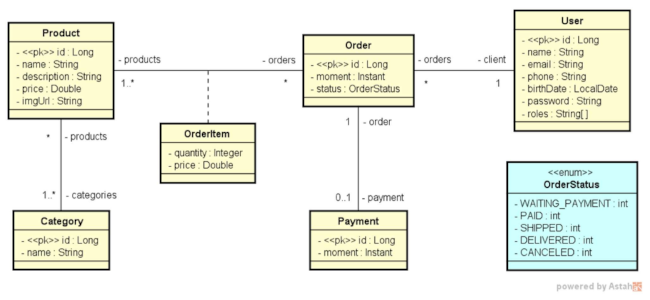 Product
- <<pk>> id : Long
- name : String
- description : String
- price : Double
- imgUrl : String
- products
1..*
- orders
*
Order
- <<pk>> id : Long
- moment : Instant
- status : OrderStatus
- orders
*
- client
1
User
- <<pk>> id : Long
- name : String
- email : String
- phone : String
- birthDate : LocalDate
- password : String
- roles : String[ ]
OrderItem
- quantity : Integer
- price : Double
* - products
1..* - categories
Category
- <<pk>> id : Long
- name : String
1 - order
0..1 - payment
Payment
- <<pk>> id : Long
- moment : Instant
<<enum>>
OrderStatus
- WAITING_PAYMENT : int
- PAID : int
- SHIPPED : int
- DELIVERED : int
- CANCELED : int
powered by Astah